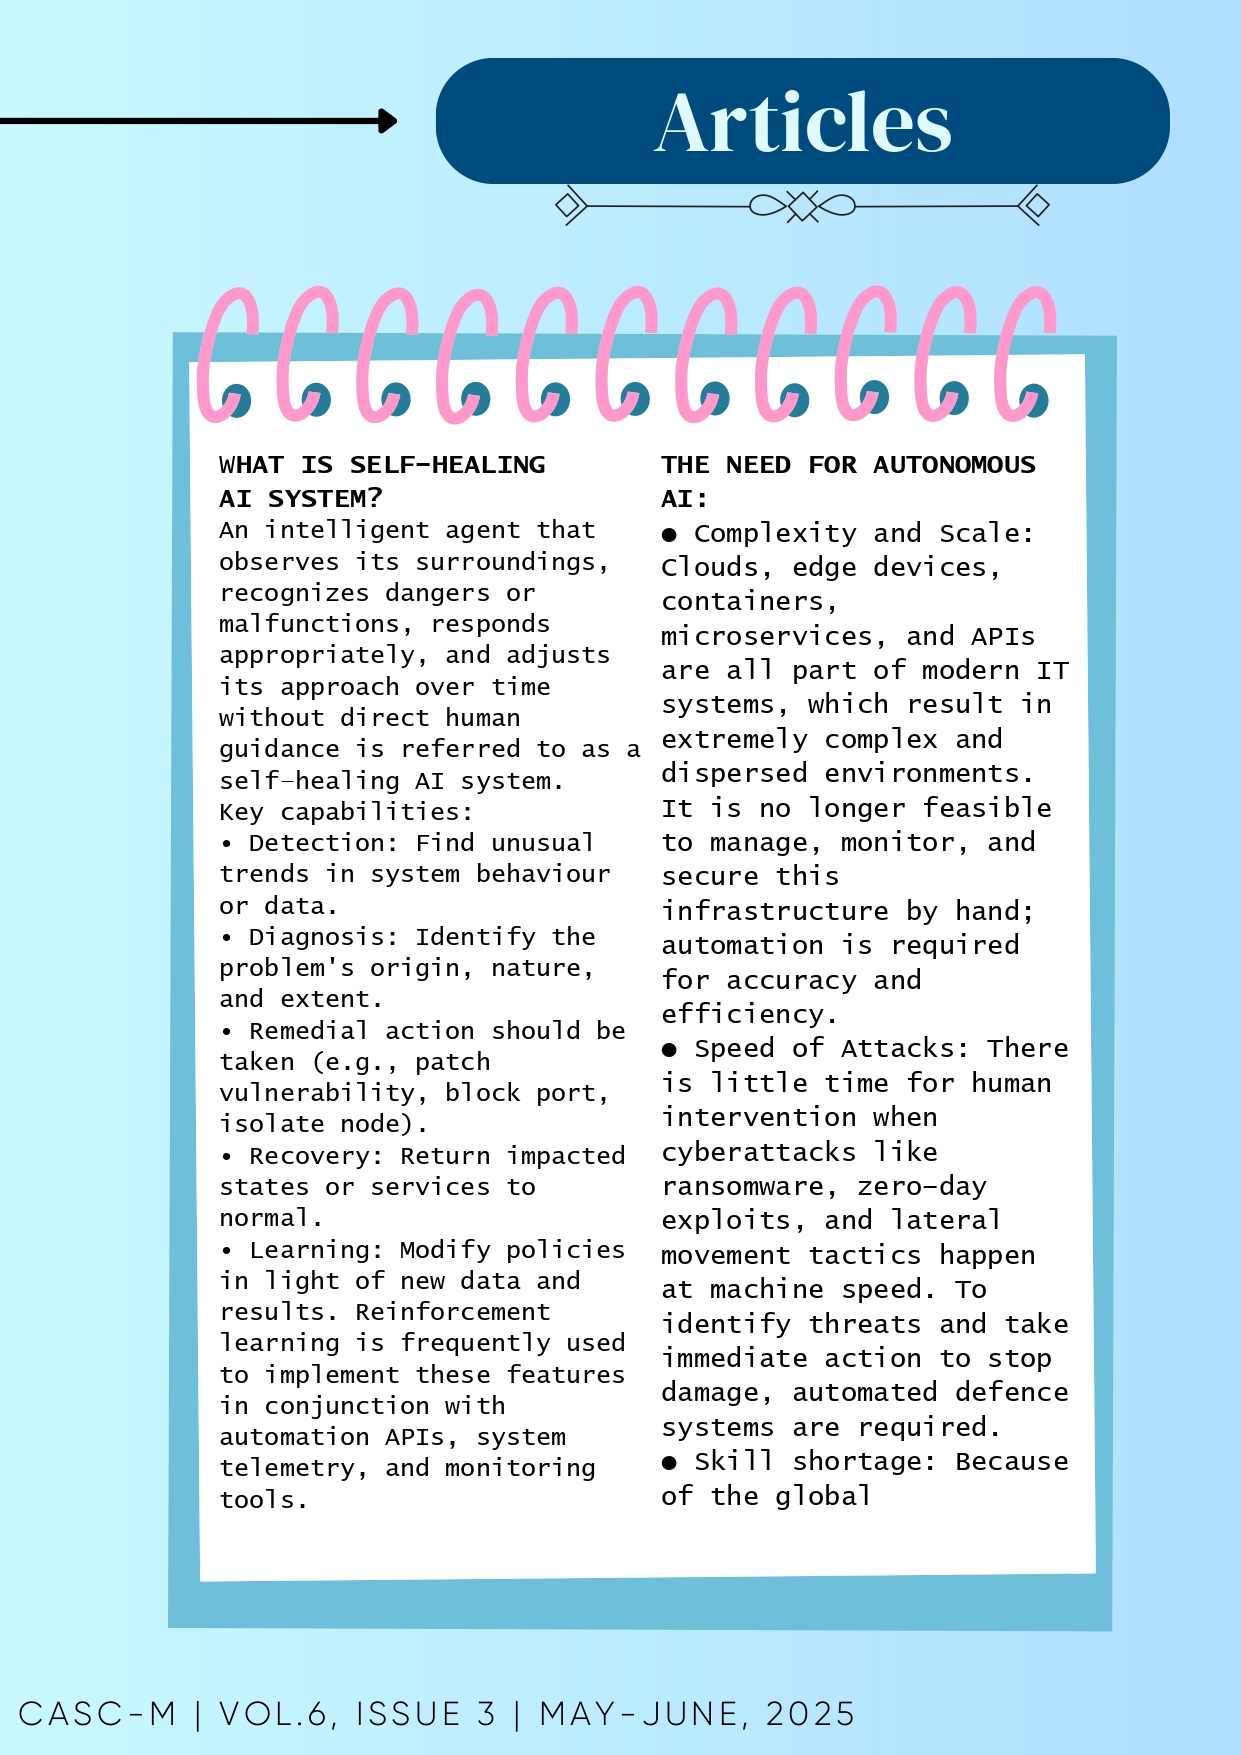 Articles
WHAT IS SELF-HEALING
AI SYSTEM?
An intelligent agent that
observes its surroundings,
recognizes dangers or
malfunctions, responds
appropriately, and adjusts
its approach over time
without direct human
guidance is referred to as a
self-healing AI system.
Key capabilities:
• Detection: Find unusual
trends in system behaviour
or data.
• Diagnosis: Identify the
problem's origin, nature,
and extent.
• Remedial action should be
taken (e.g., patch
vulnerability, block port,
isolate node).
• Recovery: Return impacted
states or services to
normal.
• Learning: Modify policies
in light of new data and
results. Reinforcement
learning is frequently used
to implement these features
in conjunction with
automation APIs, system
telemetry, and monitoring
tools.
THE NEED FOR AUTONOMOUS
AI:
● Complexity and Scale:
Clouds, edge devices,
containers,
microservices, and APIs
are all part of modern IT
systems, which result in
extremely complex and
dispersed environments.
It is no longer feasible
to manage, monitor, and
secure this
infrastructure by hand;
automation is required
for accuracy and
efficiency.
● Speed of Attacks: There
is little time for human
intervention when
cyberattacks like
ransomware, zero-day
exploits, and lateral
movement tactics happen
at machine speed. To
identify threats and take
immediate action to stop
damage, automated defence
systems are required.
● Skill shortage: Because
of the global
CASC-M | VOL.6, ISSUE 3 | MAY-JUNE, 2025